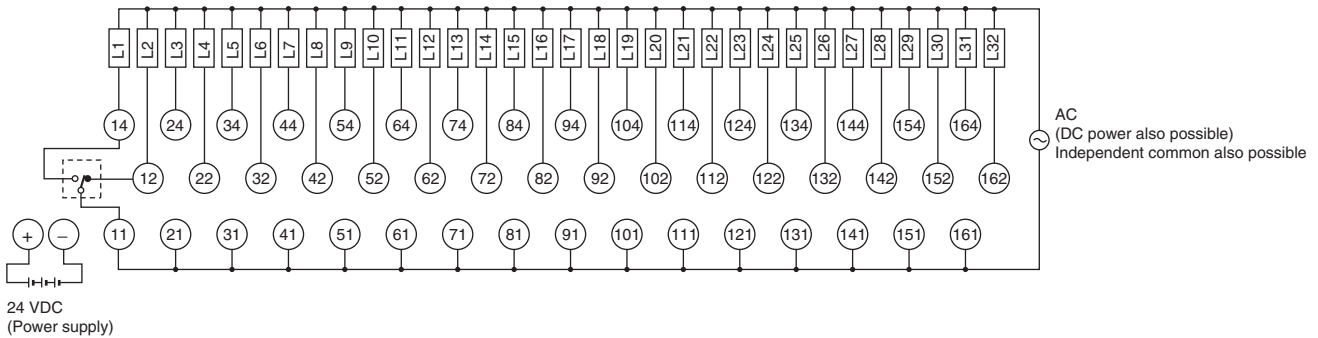 L1 L2 L3 L4 L5 L6 L7 L8 L9 L10 L11 L12 L13 L14 L15 L16 L17 L18 L19 L20 L21 L22 L23 L24 L25 L26 L27 L28 L29 L30 L31 L32
14 24 34 44 54 64 74 84 94 104 114 124 134 144 154 164
12 22 32 42 52 62 72 82 92 102 112 122 132 142 152 162
+ −
11 21 31 41 51 61 71 81 91 101 111 121 131 141 151 161
24 VDC
(Power supply)
AC
(DC power also possible)
Independent common also possible